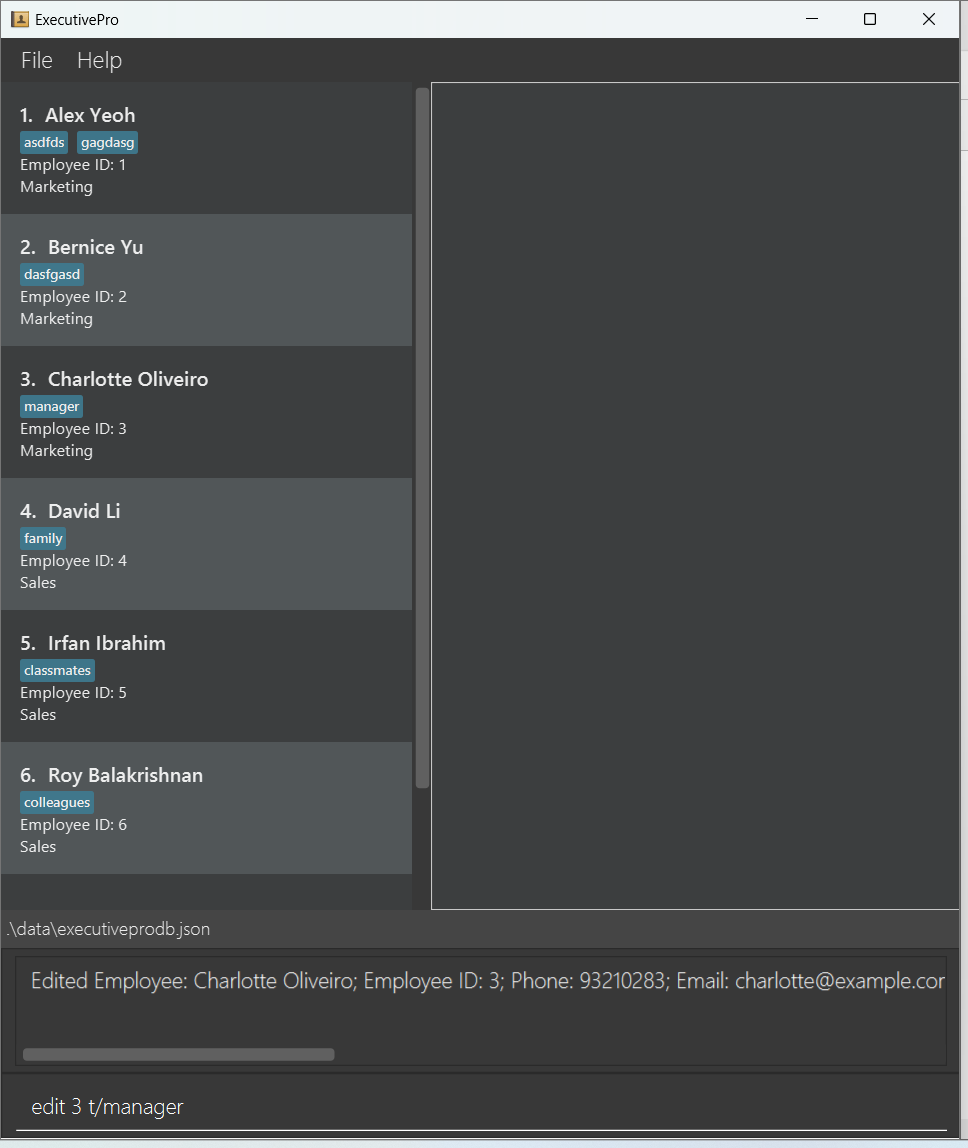 ExecutivePro
File Help
1. Alex Yeoh
asdfds gagdasg
Employee ID: 1
Marketing
2. Bernice Yu
dasfgasd
Employee ID: 2
Marketing
3. Charlotte Oliveiro
manager
Employee ID: 3
Marketing
4. David Li
family
Employee ID: 4
Sales
5. Irfan Ibrahim
classmates
Employee ID: 5
Sales
6. Roy Balakrishnan
colleagues
Employee ID: 6
Sales
.\data\executiveprodb.json
Edited Employee: Charlotte Oliveiro; Employee ID: 3; Phone: 93210283; Email: charlotte@example.cor
edit 3 t/manager